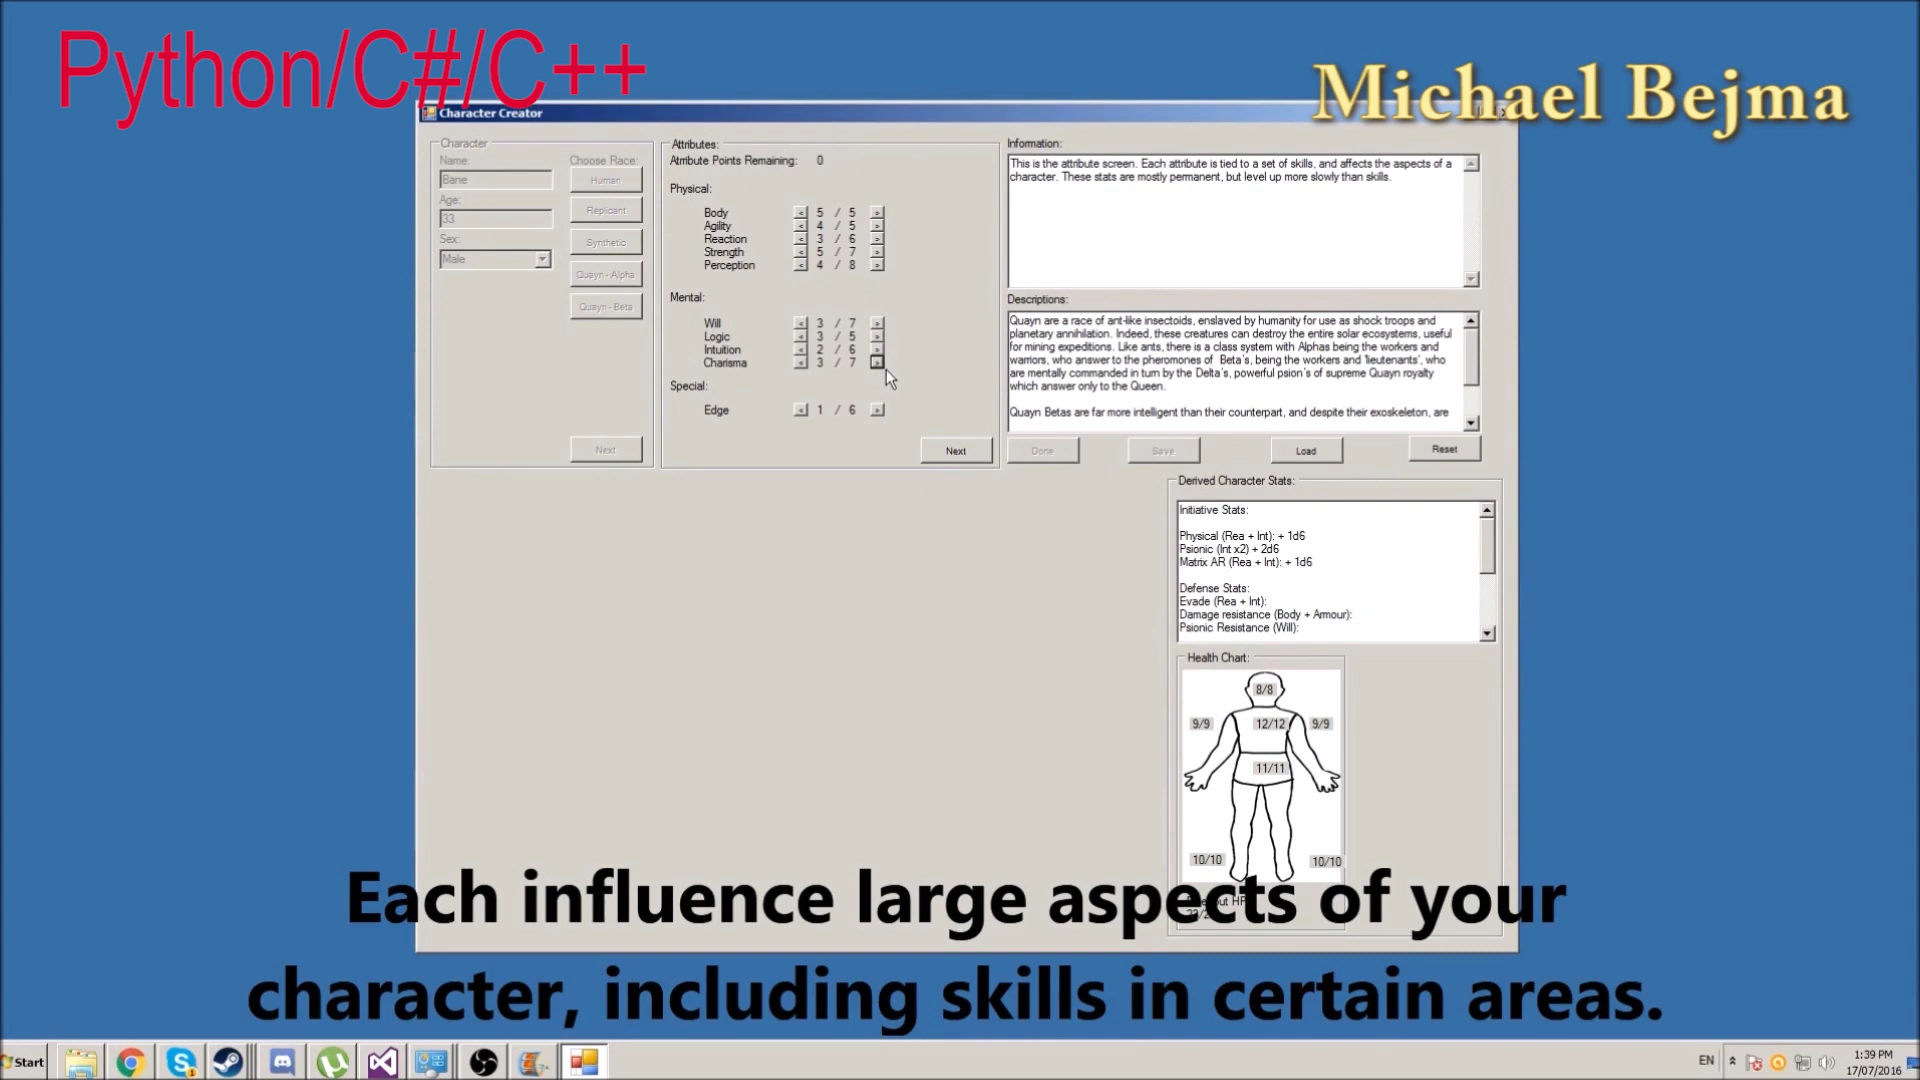 Python/C#/C++
Michael Bejma
Character Creator
Character
Name:
Bane
Age:
33
Sex:
Male
Choose Race:
Human
Replicant
Synthetic
Quayn - Alpha
Quayn - Beta
Next
Attributes:
Attribute Points Remaining: 0
Physical:
Body < 5 / 5 >
Agility < 4 / 5 >
Reaction < 3 / 6 >
Strength < 5 / 7 >
Perception < 4 / 8 >
Mental:
Will < 3 / 7 >
Logic < 3 / 5 >
Intuition < 2 / 6 >
Charisma < 3 / 7 >
Special:
Edge < 1 / 6 >
Next
Information:
This is the attribute screen. Each attribute is tied to a set of skills, and affects the aspects of a
character. These stats are mostly permanent, but level up more slowly than skills.
Descriptions:
Quayn are a race of ant-like insectoids, enslaved by humanity for use as shock troops and
planetary annihilation. Indeed, these creatures can destroy the entire solar ecosystems, useful
for mining expeditions. Like ants, there is a class system with Alphas being the workers and
warriors, who answer to the pheromones of Beta's, being the workers and 'lieutenants', who
are mentally commanded in turn by the Delta's, powerful psion's of supreme Quayn royalty
which answer only to the Queen.
Quayn Betas are far more intelligent than their counterpart, and despite their exoskeleton, are
Done
Save
Load
Reset
Derived Character Stats:
Initiative Stats:
Physical (Rea + Int): + 1d6
Psionic (Int x2) + 2d6
Matrix AR (Rea + Int): + 1d6
Defense Stats:
Evade (Rea + Int):
Damage resistance (Body + Armour):
Psionic Resistance (Will):
Health Chart:
8/8
9/9
12/12
9/9
11/11
10/10
10/10
Each influence large aspects of your
character, including skills in certain areas.
Start
EN
1:39 PM
17/07/2016